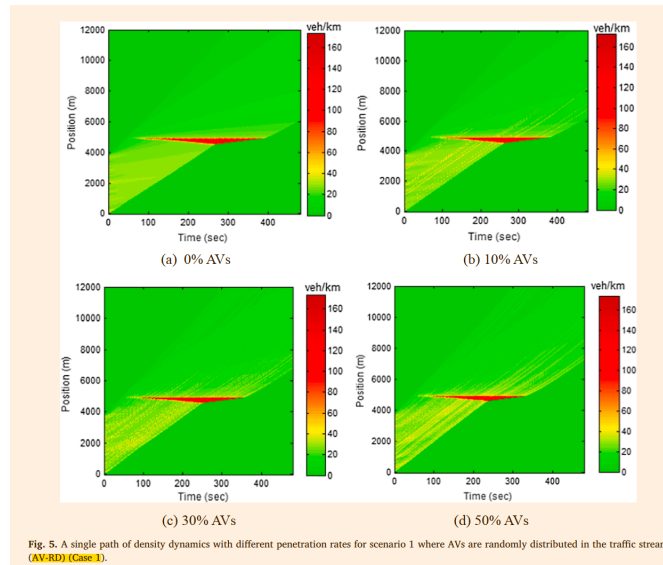 veh/km
12000
10000
8000
6000
4000
2000
0
Position (m)
0 100 200 300 400
Time (sec)
160
140
120
100
80
60
40
20
0
(a) 0% AVs
veh/km
12000
10000
8000
6000
4000
2000
0
Position (m)
0 100 200 300 400
Time (sec)
160
140
120
100
80
60
40
20
0
(b) 10% AVs
veh/km
12000
10000
8000
6000
4000
2000
0
Position (m)
0 100 200 300 400
Time (sec)
160
140
120
100
80
60
40
20
0
(c) 30% AVs
veh/km
12000
10000
8000
6000
4000
2000
0
Position (m)
0 100 200 300 400
Time (sec)
160
140
120
100
80
60
40
20
0
(d) 50% AVs
Fig. 5. A single path of density dynamics with different penetration rates for scenario 1 where AVs are randomly distributed in the traffic
(AV-RD) (Case 1).